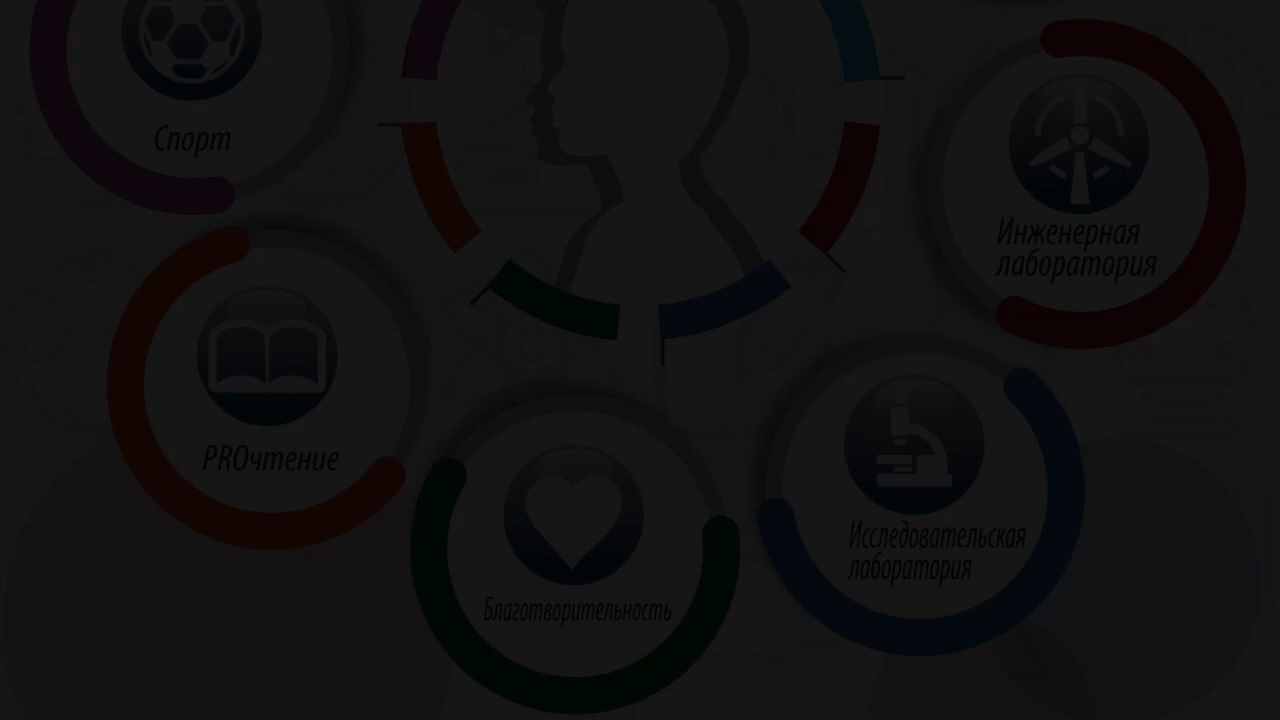 Спорт
Инженерная
лаборатория
PROчтение
Исследовательская
лаборатория
Благотворительность